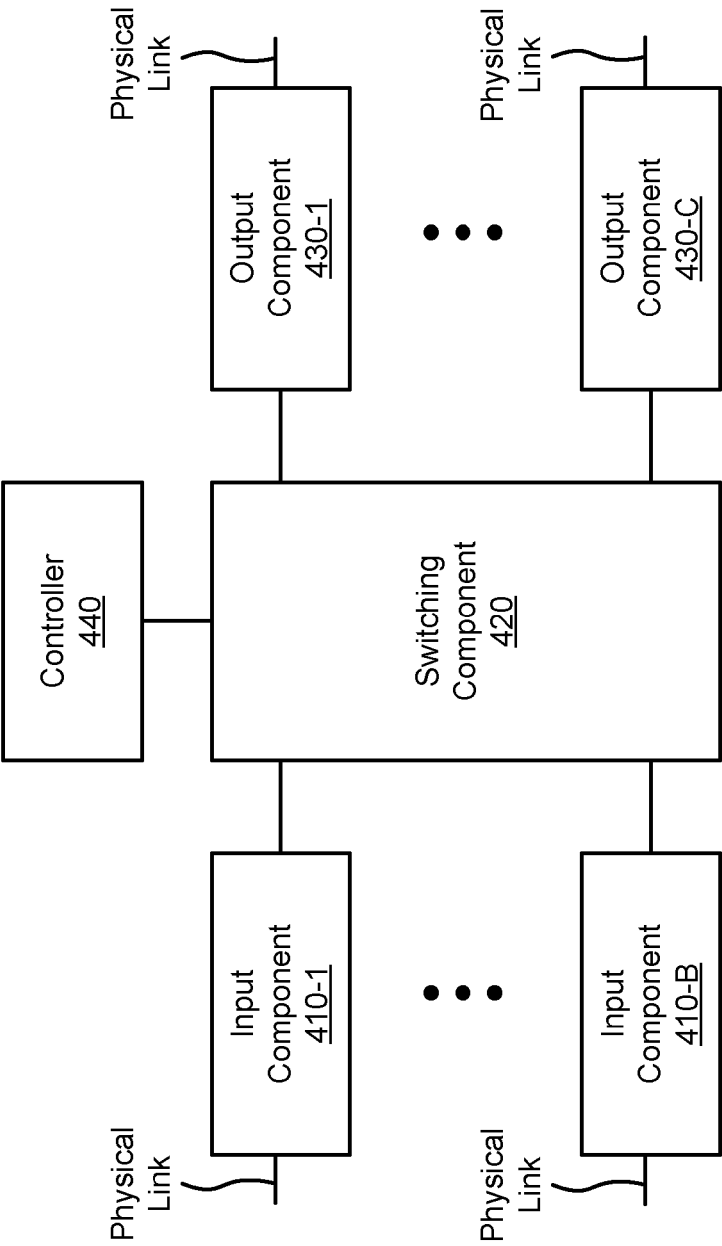 Controller
440
Physical
Link
Input
Component
410-1
Switching
Component
420
Output
Component
430-1
Physical
Link
Physical
Link
Input
Component
410-B
Output
Component
430-C
Physical
Link